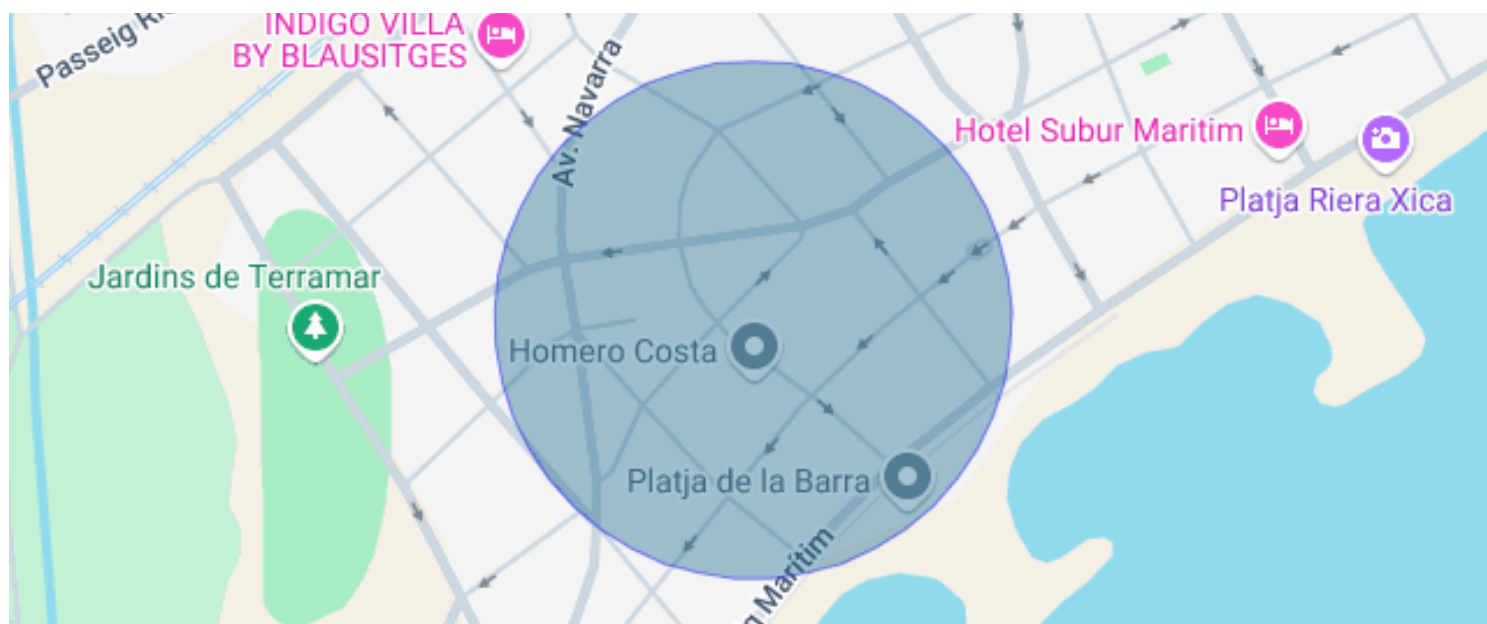 Passeig
INDIGO VILLA
BY BLAUSITGES
Av. Navarra
Hotel Subur Maritim
Platja Riera Xica
Jardins de Terramar
Homero Costa
Platja de la Barra
Marítim